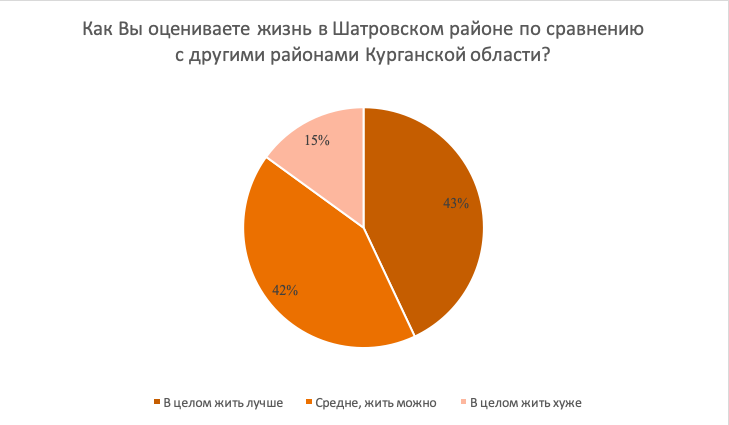 Как Вы оцениваете жизнь в Шатровском районе по сравнению
с другими районами Курганской области?
15%
43%
42%
В целом жить лучше
Средне, жить можно
В целом жить хуже